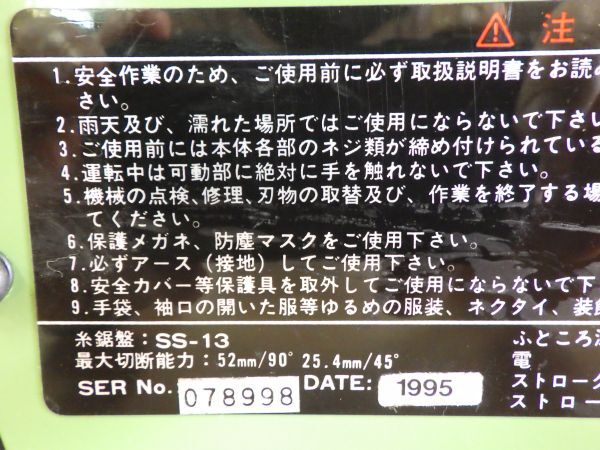 ⚠ 注
1.安全作業のため、ご使用前に必ず取扱説明書をお読み
さい。
2.雨天及び、濡れた場所ではご使用にならないで下さい
3.ご使用前には本体各部のネジ類が締め付けられている
4.運転中は可動部に絶対に手を触れないで下さい。
5.機械の点検、修理、刃物の取替及び、作業を終了する場
てください。
6.保護メガネ、防塵マスクをご使用下さい。
7.必ずアース（接地）してご使用下さい。
8.安全カバー等保護具を取外してご使用にならないで下
9.手袋、袖口の開いた服等ゆるめの服装、ネクタイ、装飾
糸鋸盤：SS-13
ふところ
最大切断能力：52mm/90° 25.4mm/45°
電
SER No. 078998 DATE: 1995
ストローク
ストロー